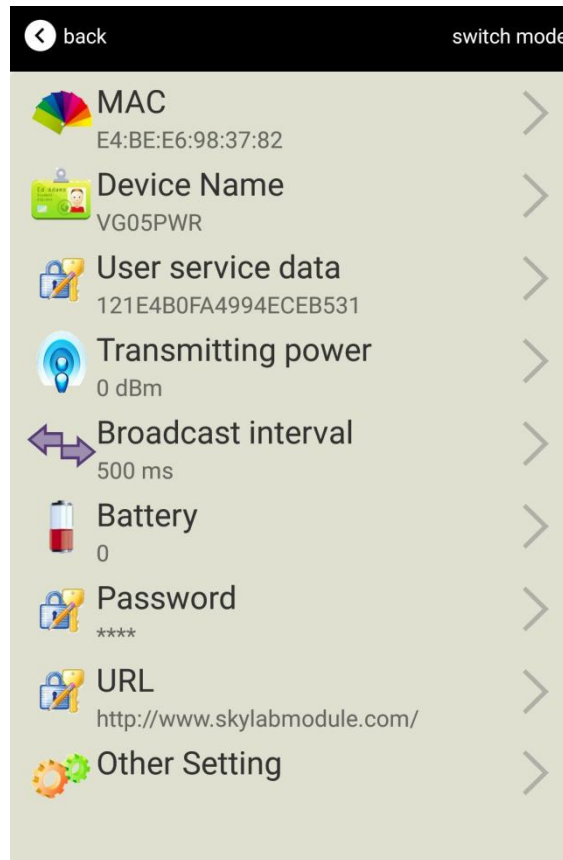 back
switch mode
MAC
E4:BE:E6:98:37:82
Device Name
VG05PWR
User service data
121E4B0FA4994ECEB531
Transmitting power
0 dBm
Broadcast interval
500 ms
Battery
0
Password
****
URL
http://www.skylabmodule.com/
Other Setting